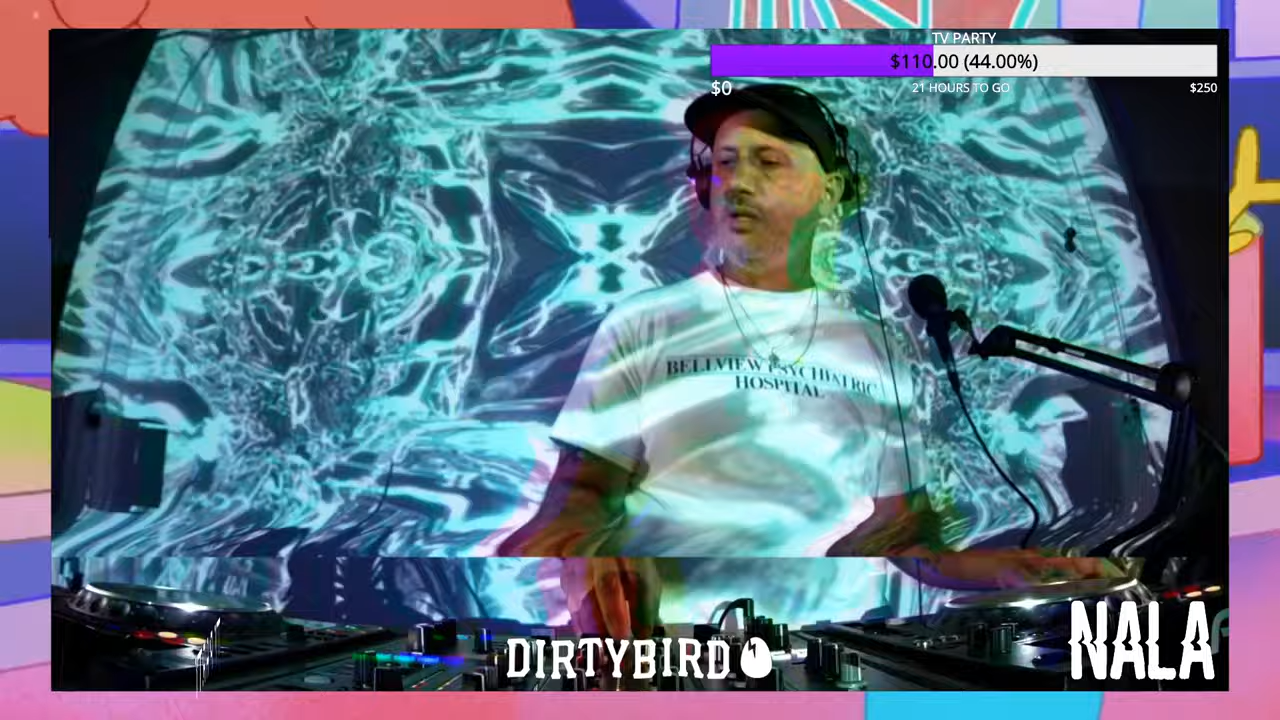 TV PARTY
$110.00 (44.00%)
$0
21 HOURS TO GO
$250
BELLVIEW PSYCHIATRIC
HOSPITAL
DIRTYBIRD
NALA